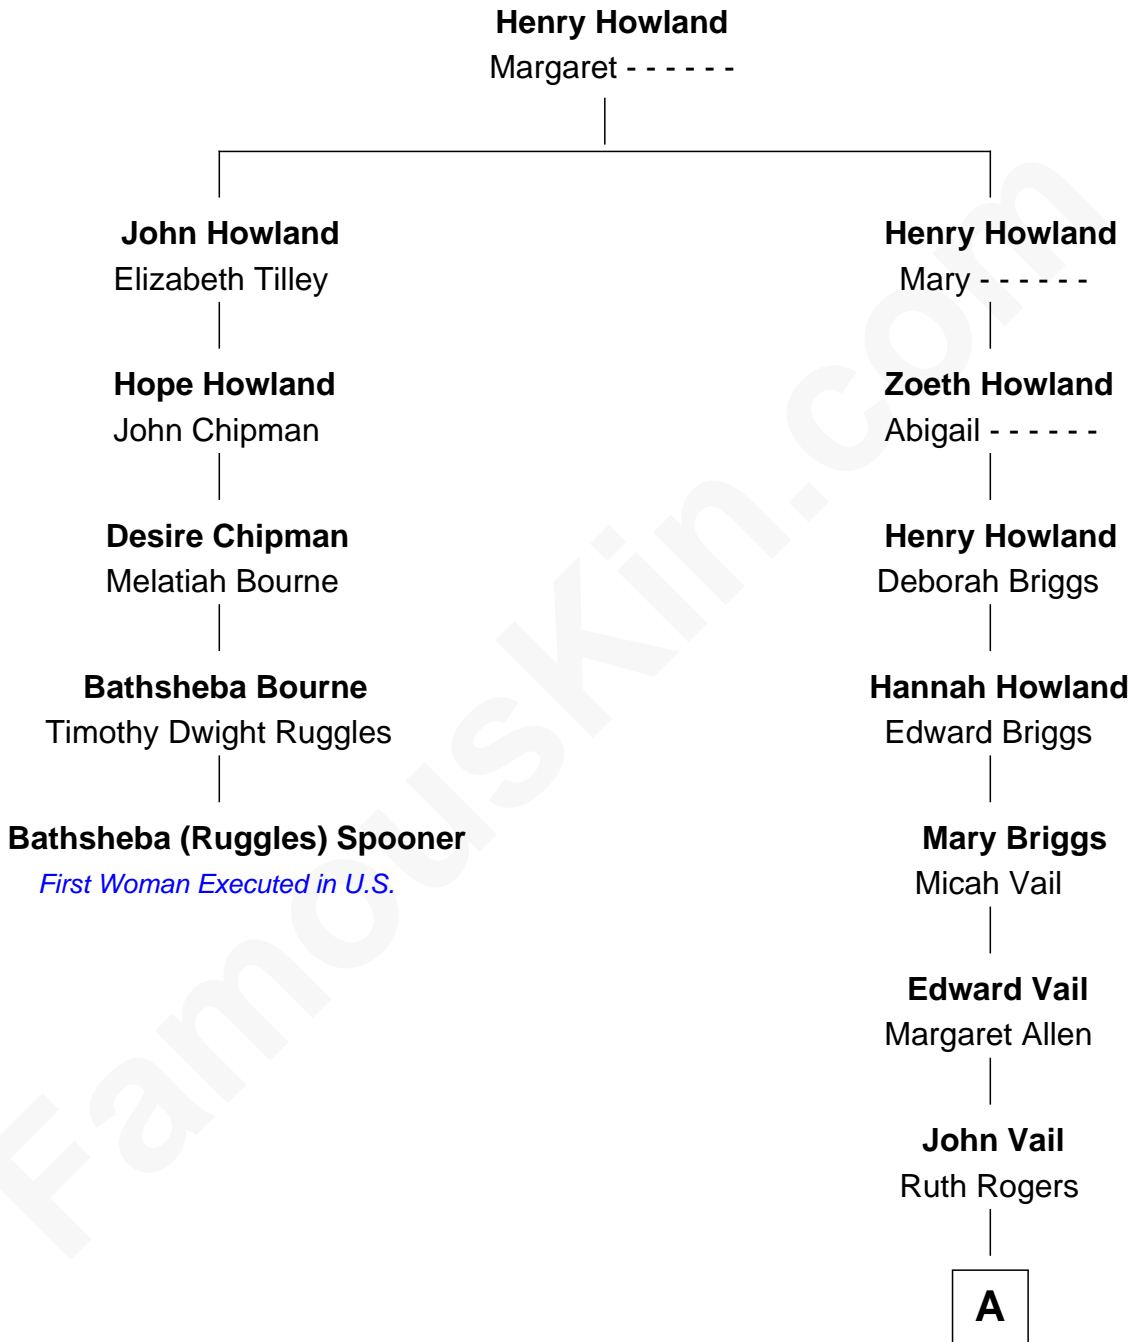 Henry Howland
Margaret - - - - - -
John Howland
Elizabeth Tilley
Henry Howland
Mary - - - - - -
Hope Howland
John Chipman
Zoeth Howland
Abigail - - - - - -
Desire Chipman
Melatiah Bourne
Henry Howland
Deborah Briggs
Bathsheba Bourne
Timothy Dwight Ruggles
Hannah Howland
Edward Briggs
Bathsheba (Ruggles) Spooner
First Woman Executed in U.S.
Mary Briggs
Micah Vail
Edward Vail
Margaret Allen
John Vail
Ruth Rogers
A
FamousKin.com